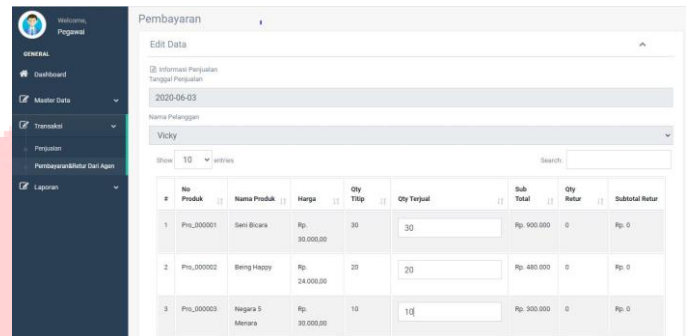 Welcome,
Pegawai
GENERAL
Dashboard
Master Data
Transaksi
Penjualan
Pembayaran&Retur Dari Agen
Laporan
Pembayaran
Edit Data
Informasi Penjualan
Tanggal Penjualan
2020-06-03
Nama Pelanggan
Vicky
Show 10 entries
Search:
# No Produk Nama Produk Harga Qty Titip Qty Terjual Sub Total Qty Retur Subtotal Retur
1 Pro_000001 Seni Bicara Rp. 30.000,00 30 30 Rp. 900.000 0 Rp. 0
2 Pro_000002 Being Happy Rp. 24.000,00 20 20 Rp. 480.000 0 Rp. 0
3 Pro_000003 Negara 5 Menara Rp. 30.000,00 10 10 Rp. 300.000 0 Rp. 0